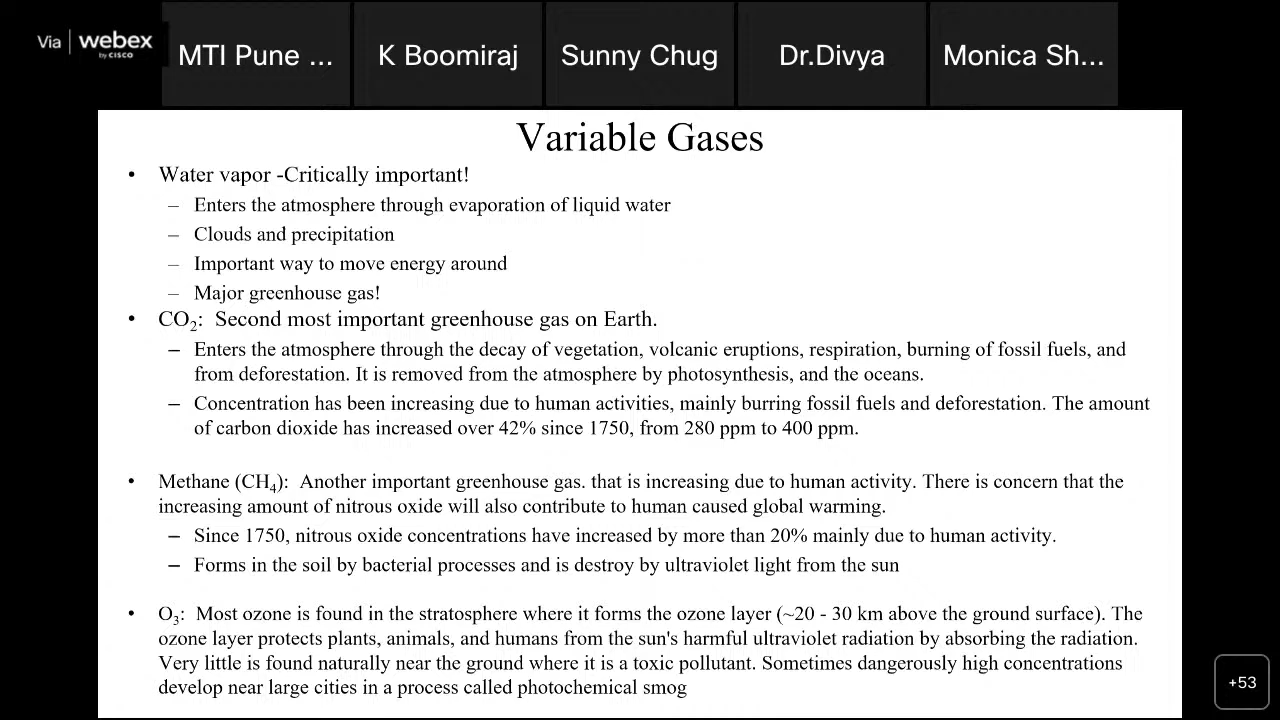 Via webex
by CISCO
MTI Pune ...
K Boomiraj
Sunny Chug
Dr.Divya
Monica Sh...
Variable Gases
• Water vapor -Critically important!
– Enters the atmosphere through evaporation of liquid water
– Clouds and precipitation
– Important way to move energy around
– Major greenhouse gas!
• CO₂: Second most important greenhouse gas on Earth.
– Enters the atmosphere through the decay of vegetation, volcanic eruptions, respiration, burning of fossil fuels, and
from deforestation. It is removed from the atmosphere by photosynthesis, and the oceans.
– Concentration has been increasing due to human activities, mainly burring fossil fuels and deforestation. The amount
of carbon dioxide has increased over 42% since 1750, from 280 ppm to 400 ppm.
• Methane (CH₄): Another important greenhouse gas. that is increasing due to human activity. There is concern that the
increasing amount of nitrous oxide will also contribute to human caused global warming.
– Since 1750, nitrous oxide concentrations have increased by more than 20% mainly due to human activity.
– Forms in the soil by bacterial processes and is destroy by ultraviolet light from the sun
• O₃: Most ozone is found in the stratosphere where it forms the ozone layer (~20 - 30 km above the ground surface). The
ozone layer protects plants, animals, and humans from the sun's harmful ultraviolet radiation by absorbing the radiation.
Very little is found naturally near the ground where it is a toxic pollutant. Sometimes dangerously high concentrations
develop near large cities in a process called photochemical smog
+53